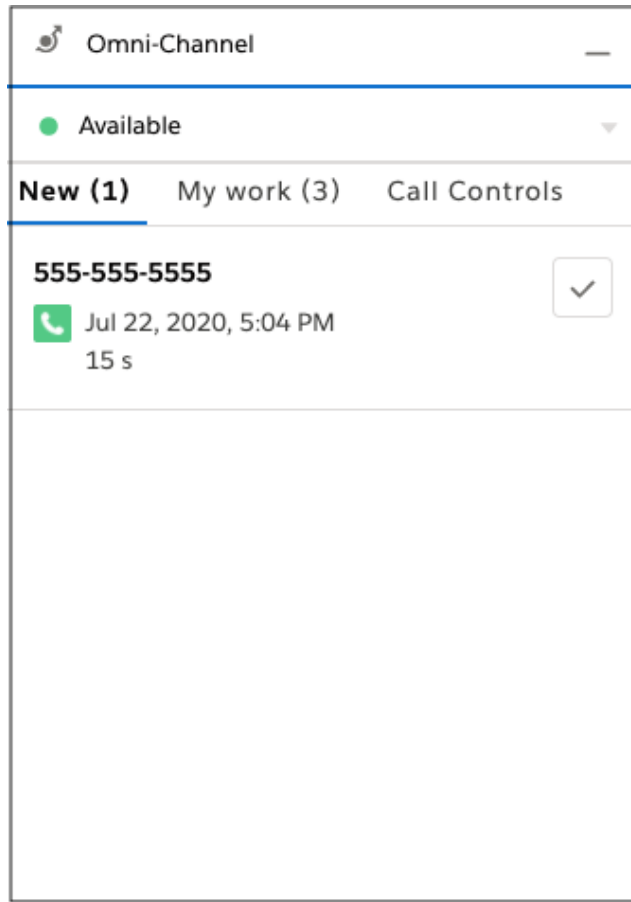 Omni-Channel
Available
New (1) My work (3) Call Controls
555-555-5555
Jul 22, 2020, 5:04 PM
15 s